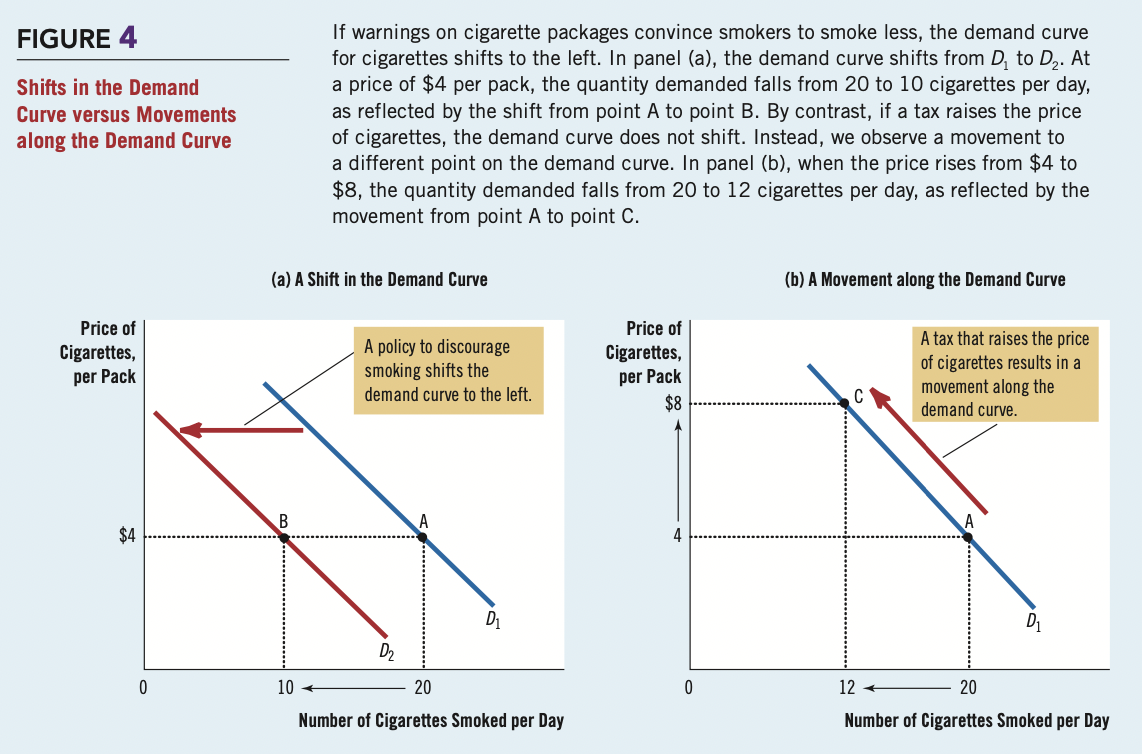 FIGURE 4
Shifts in the Demand
Curve versus Movements
along the Demand Curve
If warnings on cigarette packages convince smokers to smoke less, the demand curve
for cigarettes shifts to the left. In panel (a), the demand curve shifts from D₁ to D₂. At
a price of $4 per pack, the quantity demanded falls from 20 to 10 cigarettes per day,
as reflected by the shift from point A to point B. By contrast, if a tax raises the price
of cigarettes, the demand curve does not shift. Instead, we observe a movement to
a different point on the demand curve. In panel (b), when the price rises from $4 to
$8, the quantity demanded falls from 20 to 12 cigarettes per day, as reflected by the
movement from point A to point C.
(a) A Shift in the Demand Curve
Price of
Cigarettes,
per Pack
A policy to discourage
smoking shifts the
demand curve to the left.
B
A
$4
D₁
D₂
0
10
20
Number of Cigarettes Smoked per Day
(b) A Movement along the Demand Curve
Price of
Cigarettes,
per Pack
A tax that raises the price
of cigarettes results in a
movement along the
demand curve.
$8
C
A
4
D₁
0
12
20
Number of Cigarettes Smoked per Day